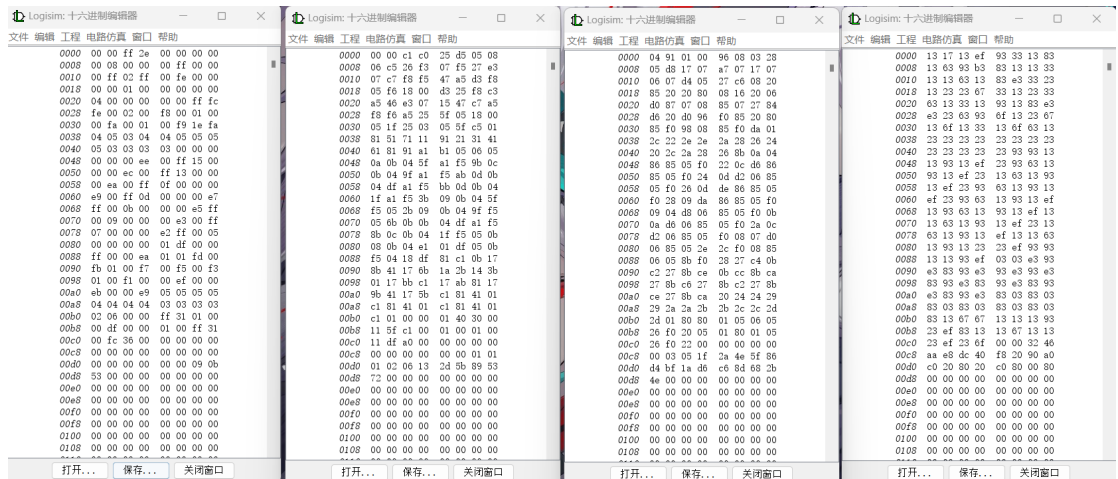 Logisim: 十六进制编辑器
文件 编辑 工程 电路仿真 窗口 帮助
0000 00 00 ff 2e 00 00 00 00
0008 00 08 00 00 00 ff 00 00
0010 00 ff 02 ff 00 fe 00 00
0018 00 00 01 00 00 00 00 00
0020 04 00 00 00 00 00 ff fc
0028 fe 00 02 00 f8 00 01 00
0030 00 fa 00 01 00 f9 1e fa
0038 04 05 03 04 04 05 05 05
0040 05 03 03 03 03 00 00 00
0048 00 00 00 ee 00 ff 15 00
0050 00 00 ec 00 ff 13 00 00
0058 00 ea 00 ff 0f 00 00 00
0060 e9 00 ff 0d 00 00 00 e7
0068 ff 00 0b 00 00 00 e5 ff
0070 00 09 00 00 00 e3 00 ff
0078 07 00 00 00 e2 ff 00 05
0080 00 00 00 00 01 df 00 00
0088 ff 00 00 ea 01 01 fd 00
0090 fb 01 00 f7 00 f5 00 f3
0098 01 00 f1 00 00 ef 00 00
00a0 eb 00 00 e9 05 05 05 05
00a8 04 04 04 04 03 03 03 03
00b0 02 06 00 00 ff 31 01 00
00b8 00 df 00 00 01 00 ff 31
00c0 00 fc 36 00 00 00 00 00
00c8 00 00 00 00 00 00 00 00
00d0 00 00 00 00 00 00 09 0b
00d8 53 00 00 00 00 00 00 00
00e0 00 00 00 00 00 00 00 00
00e8 00 00 00 00 00 00 00 00
00f0 00 00 00 00 00 00 00 00
00f8 00 00 00 00 00 00 00 00
0100 00 00 00 00 00 00 00 00
0108 00 00 00 00 00 00 00 00
打开... 保存... 关闭窗口
Logisim: 十六进制编辑器
文件 编辑 工程 电路仿真 窗口 帮助
0000 00 00 c1 c0 25 d5 05 08
0008 06 c5 26 f3 07 f5 27 e3
0010 07 c7 f8 f5 47 a5 d3 f8
0018 05 f6 18 00 d3 25 f8 c3
0020 a5 46 e3 07 15 47 c7 a5
0028 f8 f6 a5 25 5f 05 18 00
0030 05 1f 25 03 05 5f c5 01
0038 81 51 71 11 91 21 31 41
0040 61 81 91 a1 b1 05 06 05
0048 0a 0b 04 5f a1 f5 9b 0c
0050 0b 04 9f a1 f5 ab 0d 0b
0058 04 df a1 f5 bb 0d 0b 04
0060 1f a1 f5 3b 09 0b 04 5f
0068 f5 05 2b 09 0b 04 9f f5
0070 05 6b 0b 0b 04 df a1 f5
0078 8b 0c 0b 04 1f f5 05 0b
0080 08 0b 04 e1 01 df 05 0b
0088 f5 04 18 df 81 c1 0b 17
0090 8b 41 17 6b 1a 2b 14 3b
0098 01 17 bb c1 17 ab 81 17
00a0 9b 41 17 5b c1 81 41 01
00a8 c1 81 41 01 c1 81 41 01
00b0 c1 01 00 00 01 40 30 00
00b8 11 5f c1 00 01 00 01 00
00c0 11 df a0 00 00 00 00 00
00c8 00 00 00 00 00 00 01 01
00d0 01 02 06 13 2d 5b 89 53
00d8 72 00 00 00 00 00 00 00
00e0 00 00 00 00 00 00 00 00
00e8 00 00 00 00 00 00 00 00
00f0 00 00 00 00 00 00 00 00
00f8 00 00 00 00 00 00 00 00
0100 00 00 00 00 00 00 00 00
0108 00 00 00 00 00 00 00 00
打开... 保存... 关闭窗口
Logisim: 十六进制编辑器
文件 编辑 工程 电路仿真 窗口 帮助
0000 04 91 01 00 96 08 03 28
0008 05 d8 17 07 a7 07 17 07
0010 06 07 d4 05 27 c6 08 20
0018 85 20 20 80 08 16 20 06
0020 d0 87 07 08 85 07 27 84
0028 d6 20 d0 96 f0 85 20 80
0030 85 f0 98 08 85 f0 da 01
0038 2c 22 2e 2e 2a 28 26 24
0040 20 2c 2a 28 26 8b 0a 04
0048 86 85 05 f0 22 0c d6 86
0050 85 05 f0 24 0d d2 06 85
0058 05 f0 26 0d de 86 85 05
0060 f0 28 09 da 86 85 05 f0
0068 09 04 d8 06 85 05 f0 0b
0070 0a d6 06 85 05 f0 2a 0c
0078 d2 06 85 05 f0 08 07 d0
0080 06 85 05 2e 2c f0 08 85
0088 06 05 8b f0 28 27 c4 0b
0090 c2 27 8b ce 0b cc 8b ca
0098 27 8b c6 27 8b c2 27 8b
00a0 ce 27 8b ca 20 24 24 29
00a8 29 2a 2a 2b 2b 2c 2c 2d
00b0 2d 01 80 80 01 05 06 05
00b8 26 f0 20 05 01 80 01 05
00c0 26 f0 22 00 00 00 00 00
00c8 00 03 05 1f 2a 4e 5f 86
00d0 d4 bf 1a d6 c6 8d 68 2b
00d8 4e 00 00 00 00 00 00 00
00e0 00 00 00 00 00 00 00 00
00e8 00 00 00 00 00 00 00 00
00f0 00 00 00 00 00 00 00 00
00f8 00 00 00 00 00 00 00 00
0100 00 00 00 00 00 00 00 00
0108 00 00 00 00 00 00 00 00
打开... 保存... 关闭窗口
Logisim: 十六进制编辑器
文件 编辑 工程 电路仿真 窗口 帮助
0000 13 17 13 ef 93 33 13 83
0008 13 63 93 b3 83 13 13 33
0010 13 13 63 13 83 e3 33 23
0018 13 23 23 67 33 13 23 33
0020 63 13 33 13 93 13 83 e3
0028 e3 23 63 93 6f 13 23 67
0030 13 6f 13 33 13 6f 63 13
0038 23 23 23 23 23 23 23 23
0040 23 23 23 23 23 93 93 13
0048 13 93 13 ef 23 93 63 13
0050 93 13 ef 23 13 63 93 13
0058 13 ef 23 93 63 13 93 13
0060 ef 23 93 63 13 93 13 ef
0068 13 93 63 13 93 13 ef 13
0070 13 63 13 93 13 ef 23 13
0078 63 13 93 13 ef 13 13 63
0080 13 93 13 23 23 ef 93 93
0088 13 13 93 ef 03 03 e3 93
0090 e3 83 93 e3 93 e3 93 e3
0098 83 93 e3 83 93 e3 83 93
00a0 e3 83 93 e3 83 03 83 03
00a8 83 03 83 03 83 03 83 03
00b0 83 13 67 67 13 13 13 93
00b8 23 ef 83 13 13 67 13 13
00c0 23 ef 23 6f 00 00 32 46
00c8 aa e8 dc 40 f8 20 90 a0
00d0 c0 20 80 20 c0 80 00 80
00d8 00 00 00 00 00 00 00 00
00e0 00 00 00 00 00 00 00 00
00e8 00 00 00 00 00 00 00 00
00f0 00 00 00 00 00 00 00 00
00f8 00 00 00 00 00 00 00 00
0100 00 00 00 00 00 00 00 00
0108 00 00 00 00 00 00 00 00
打开... 保存... 关闭窗口